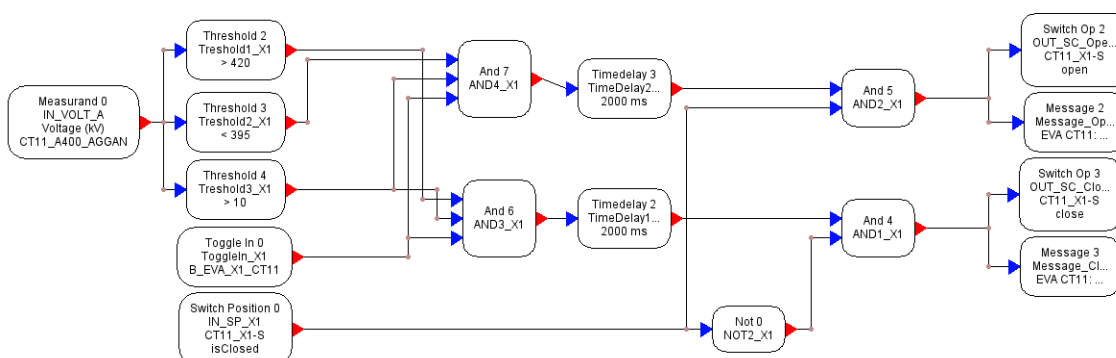 Measurand 0
IN_VOLT_A
Voltage (kV)
CT11_A400_AGGAN
Threshold 2
Treshold1_X1
> 420
Threshold 3
Treshold2_X1
< 395
Threshold 4
Treshold3_X1
> 10
Toggle In 0
ToggleIn_X1
B_EVA_X1_CT11
Switch Position 0
IN_SP_X1
CT11_X1-S
isClosed
And 7
AND4_X1
And 6
AND3_X1
Timedelay 3
TimeDelay2...
2000 ms
Timedelay 2
TimeDelay1...
2000 ms
Not 0
NOT2_X1
And 5
AND2_X1
And 4
AND1_X1
Switch Op 2
OUT_SC_Ope...
CT11_X1-S
open
Message 2
Message_Op...
EVA CT11: ...
Switch Op 3
OUT_SC_Clo...
CT11_X1-S
close
Message 3
Message_Cl...
EVA CT11: ...